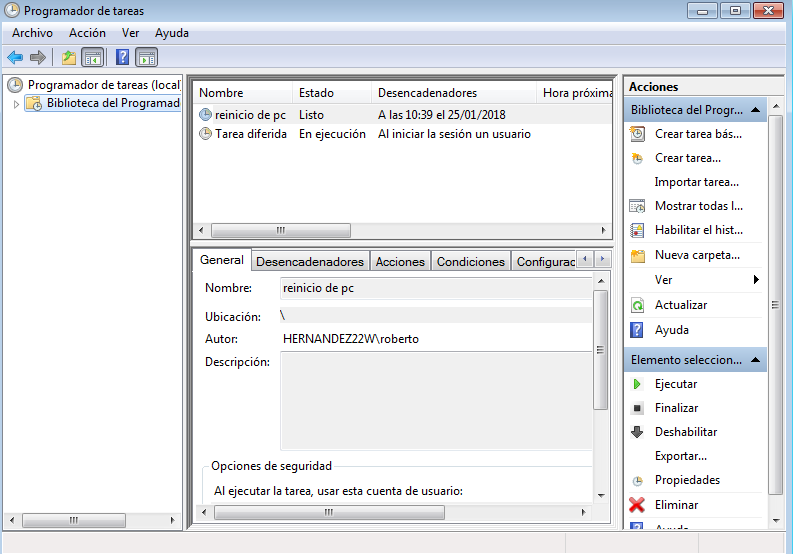 Programador de tareas
Archivo Acción Ver Ayuda
Programador de tareas (local
Biblioteca del Programad
Nombre Estado Desencadenadores Hora próxima
reinicio de pc Listo A las 10:39 el 25/01/2018
Tarea diferida En ejecución Al iniciar la sesión un usuario
General Desencadenadores Acciones Condiciones Configurac
Nombre: reinicio de pc
Ubicación: \
Autor: HERNANDEZ22W\roberto
Descripción:
Opciones de seguridad
Al ejecutar la tarea, usar esta cuenta de usuario:
Acciones
Biblioteca del Progr...
Crear tarea bás...
Crear tarea...
Importar tarea...
Mostrar todas l...
Habilitar el hist...
Nueva carpeta...
Ver
Actualizar
Ayuda
Elemento seleccion...
Ejecutar
Finalizar
Deshabilitar
Exportar...
Propiedades
Eliminar
Ayuda